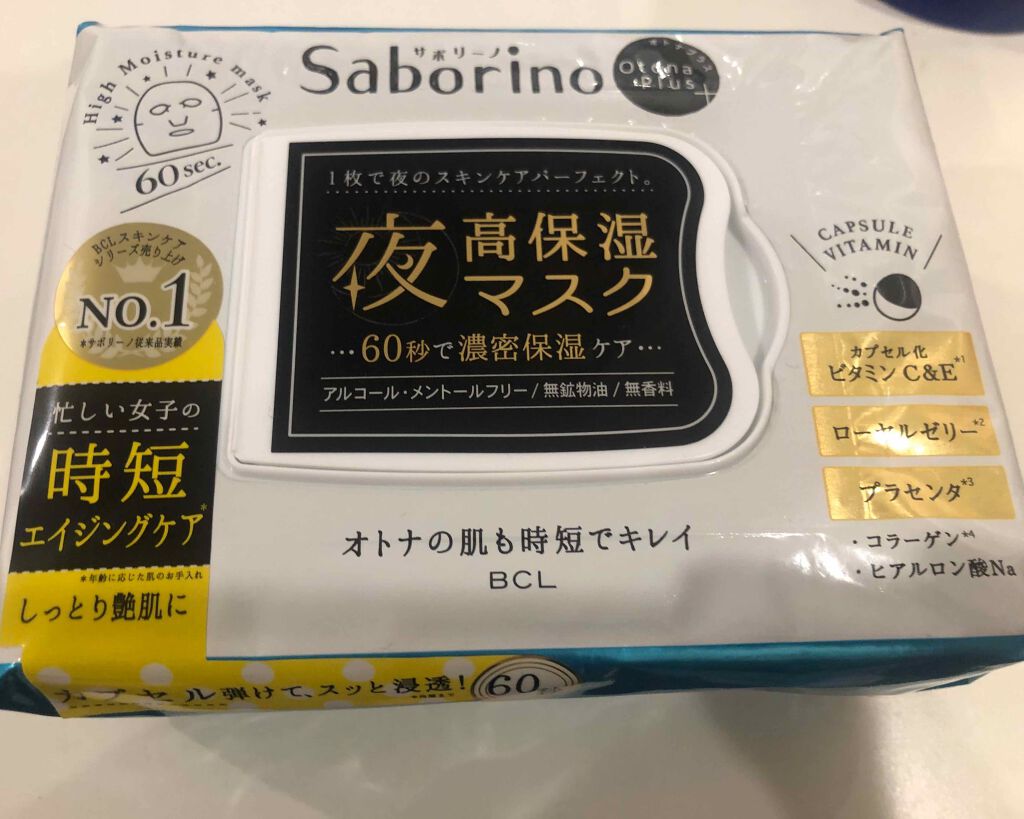 サボリーノ
Saborino
オトナプラス
Otona Plus+
High Moisture mask
60 sec.
BCLスキンケア
シリーズ売り上げ
NO.1
*サボリーノ従来品実績
1枚で夜のスキンケアパーフェクト。
夜 高保湿
マスク
…60秒で濃密保湿ケア…
アルコール・メントールフリー/無鉱物油/無香料
CAPSULE
VITAMIN
カプセル化
ビタミン C&E*1
ローヤルゼリー*2
プラセンタ*3
・コラーゲン*4
・ヒアルロン酸Na
忙しい女子の
時短
エイジングケア*
*年齢に応じた肌のお手入れ
しっとり艶肌に
オトナの肌も時短でキレイ
BCL
カプセル弾けて、スッと浸透!
60